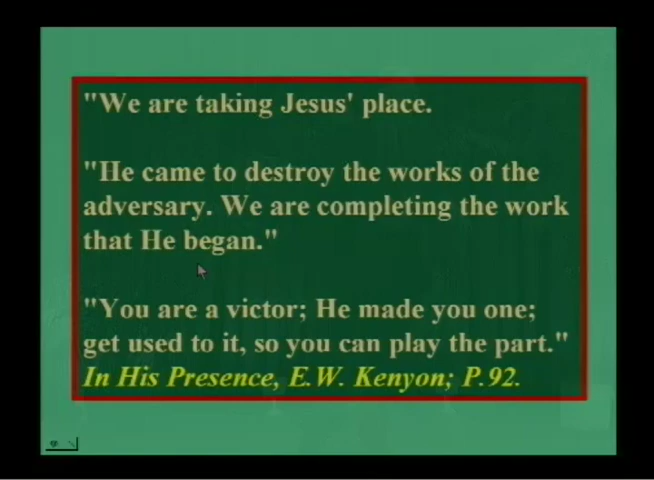 "We are taking Jesus' place.
"He came to destroy the works of the
adversary. We are completing the work
that He began."
"You are a victor; He made you one;
get used to it, so you can play the part."
In His Presence, E.W. Kenyon; P.92.